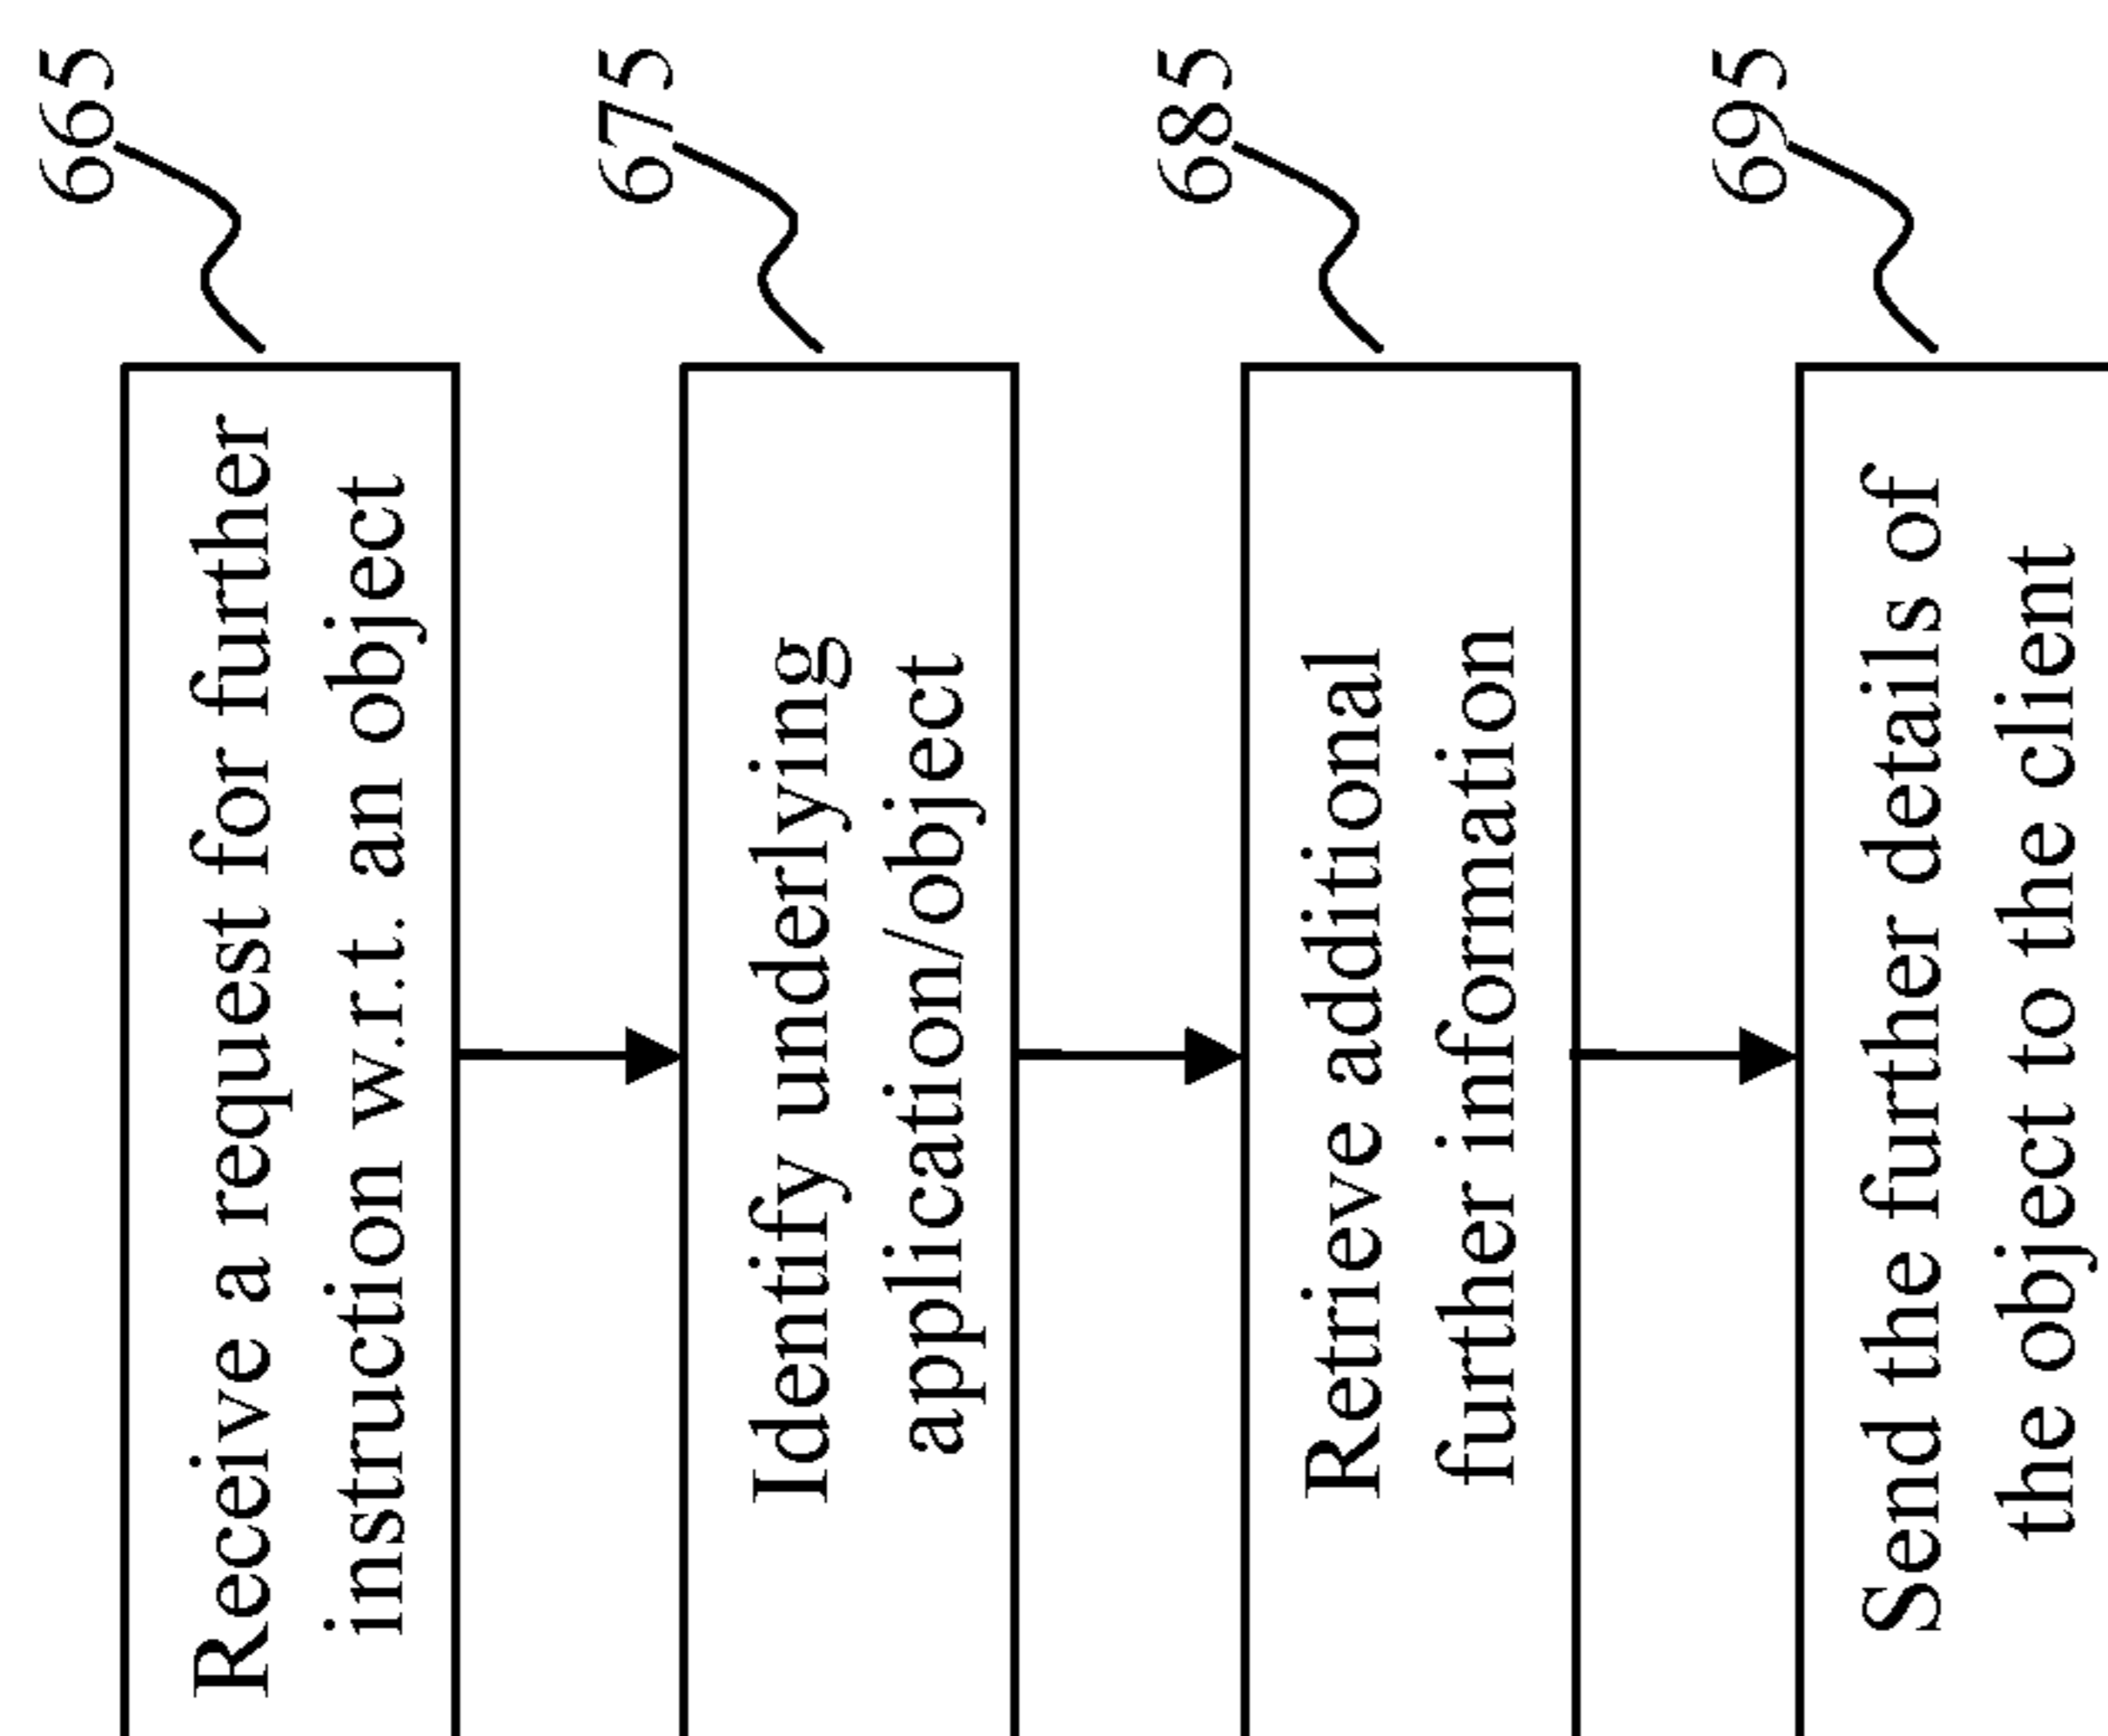 665
Receive a request for further
instruction w.r.t. an object
675
Identify underlying
application/object
685
Retrieve additional
further information
695
Send the further details of
the object to the client